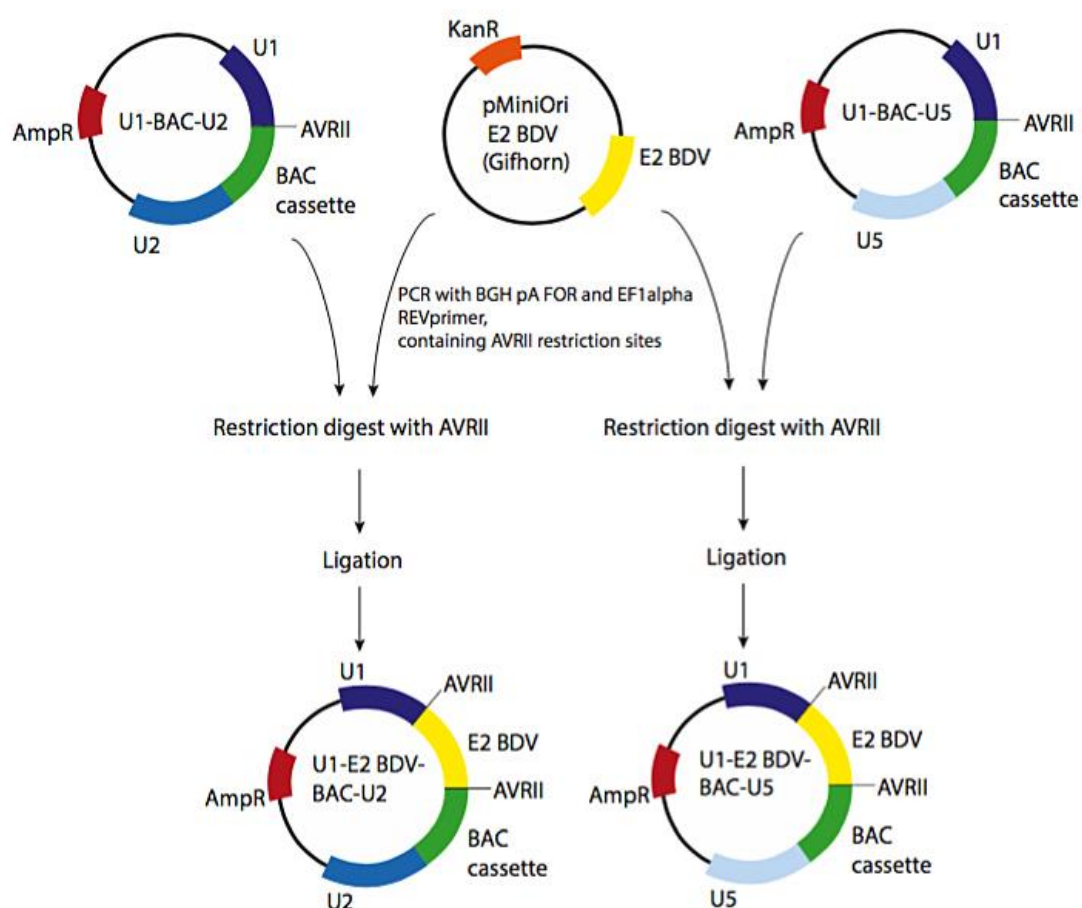 U1
AmpR
U1-BAC-U2
AVRII
BAC
cassette
U2
KanR
pMiniOri
E2 BDV
(Gifhorn)
E2 BDV
U1
AmpR
U1-BAC-U5
AVRII
BAC
cassette
U5
PCR with BGH pA FOR and EF1alpha
REVprimer,
containing AVRII restriction sites
Restriction digest with AVRII
Restriction digest with AVRII
Ligation
Ligation
U1
AVRII
E2 BDV
U1-E2 BDV-
BAC-U2
AmpR
AVRII
BAC
cassette
U2
U1
AVRII
E2 BDV
U1-E2 BDV-
BAC-U5
AmpR
AVRII
BAC
cassette
U5